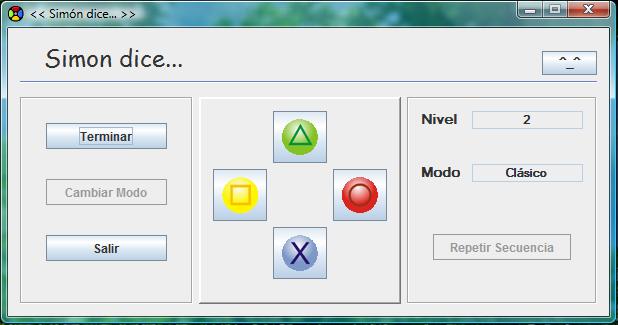 << Simón dice... >>
Simon dice...
^_^
Terminar
Cambiar Modo
Salir
X
Nivel 2
Modo Clásico
Repetir Secuencia